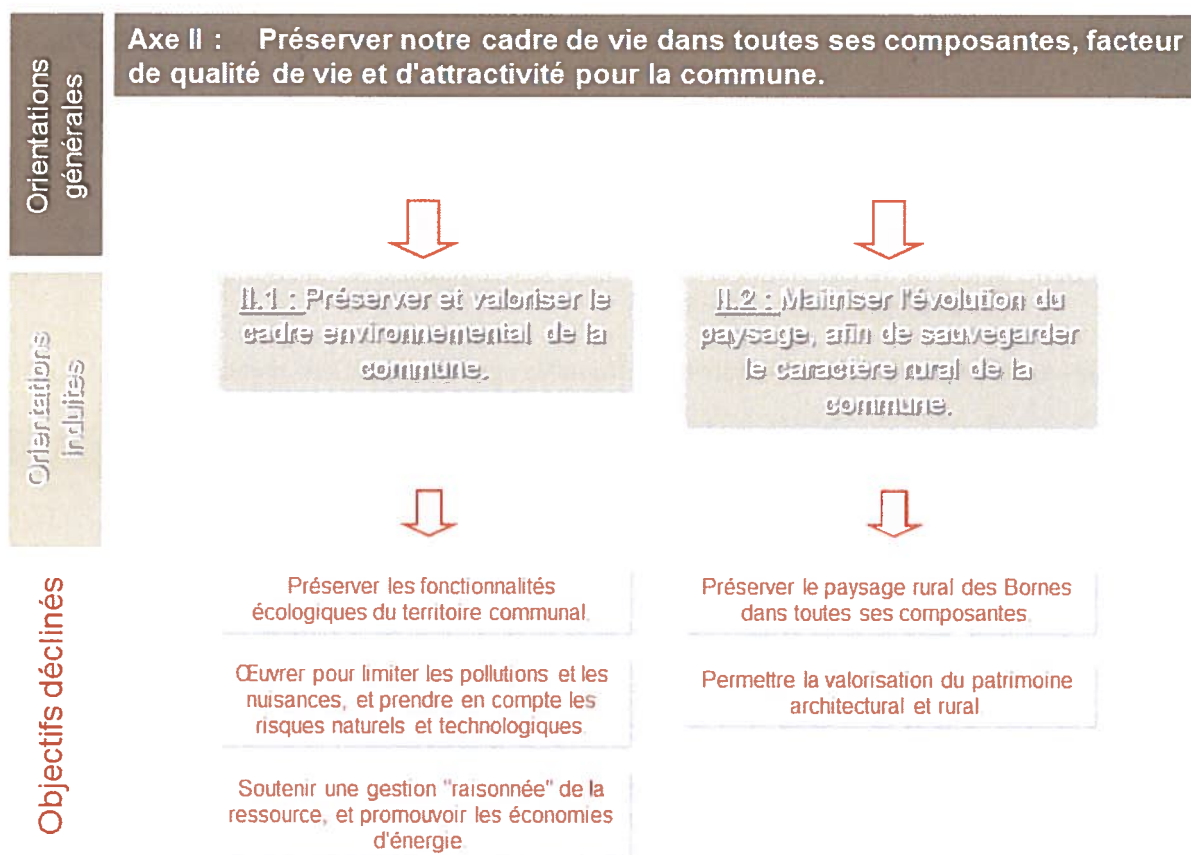 Orientations
générales
Axe II : Préserver notre cadre de vie dans toutes ses composantes, facteur
de qualité de vie et d'attractivité pour la commune.
Orientations
induites
II.1 : Préserver et valoriser le
cadre environnemental de la
commune.
II.2 : Maîtriser l'évolution du
paysage, afin de sauvegarder
le caractère rural de la
commune.
Objectifs déclinés
Préserver les fonctionnalités
écologiques du territoire communal.
Œuvrer pour limiter les pollutions et les
nuisances, et prendre en compte les
risques naturels et technologiques.
Soutenir une gestion "raisonnée" de la
ressource, et promouvoir les économies
d'énergie.
Préserver le paysage rural des Bornes
dans toutes ses composantes.
Permettre la valorisation du patrimoine
architectural et rural.